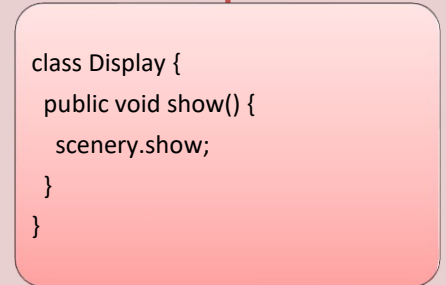 class Display {
public void show() {
scenery.show;
}
}